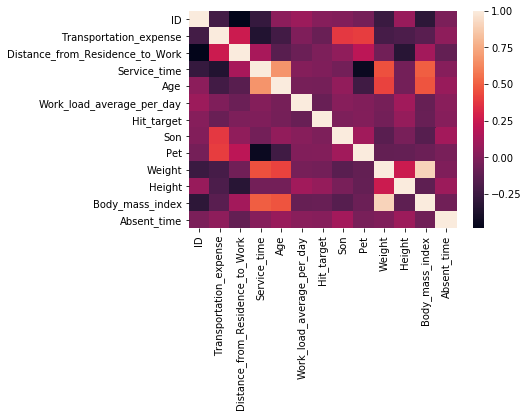 ID
Transportation_expense
Distance_from_Residence_to_Work
Service_time
Age
Work_load_average_per_day
Hit_target
Son
Pet
Weight
Height
Body_mass_index
Absent_time
ID
Transportation_expense
Distance_from_Residence_to_Work
Service_time
Age
Work_load_average_per_day
Hit_target
Son
Pet
Weight
Height
Body_mass_index
Absent_time
1.00
0.75
0.50
0.25
0.00
−0.25